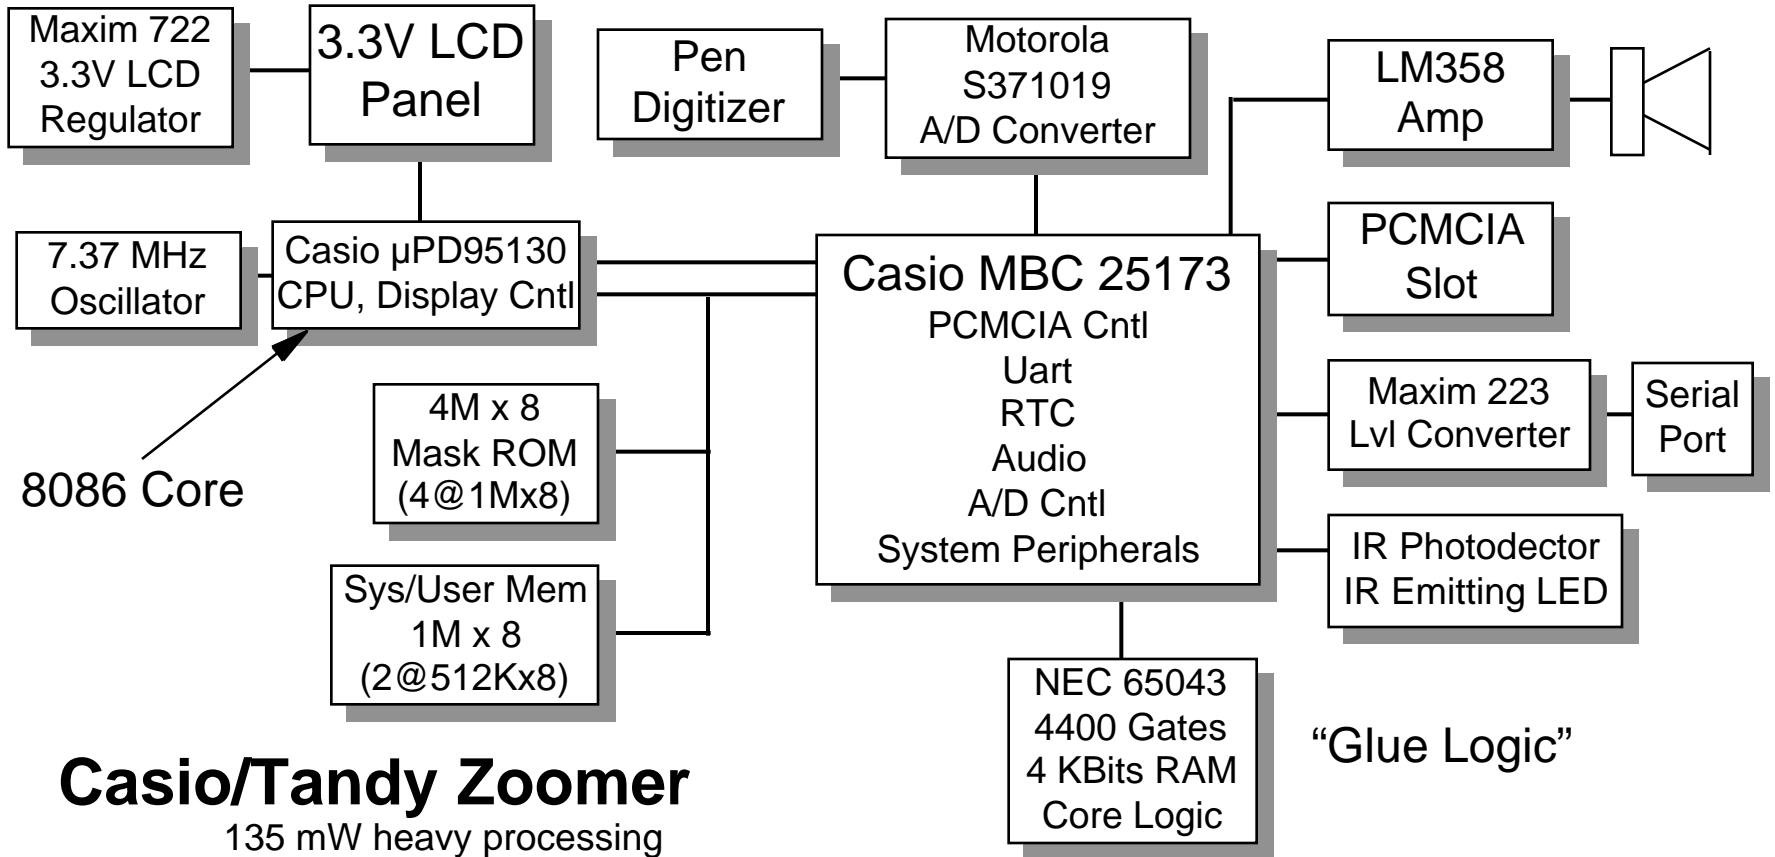 Maxim 722
3.3V LCD
Regulator
3.3V LCD
Panel
Pen
Digitizer
Motorola
S371019
A/D Converter
LM358
Amp
7.37 MHz
Oscillator
Casio µPD95130
CPU, Display Cntl
Casio MBC 25173
PCMCIA Cntl
Uart
RTC
Audio
A/D Cntl
System Peripherals
PCMCIA
Slot
Maxim 223
Lvl Converter
Serial
Port
8086 Core
4M x 8
Mask ROM
(4@1Mx8)
IR Photodector
IR Emitting LED
Sys/User Mem
1M x 8
(2@512Kx8)
NEC 65043
4400 Gates
4 KBits RAM
Core Logic
“Glue Logic”
Casio/Tandy Zoomer
135 mW heavy processing